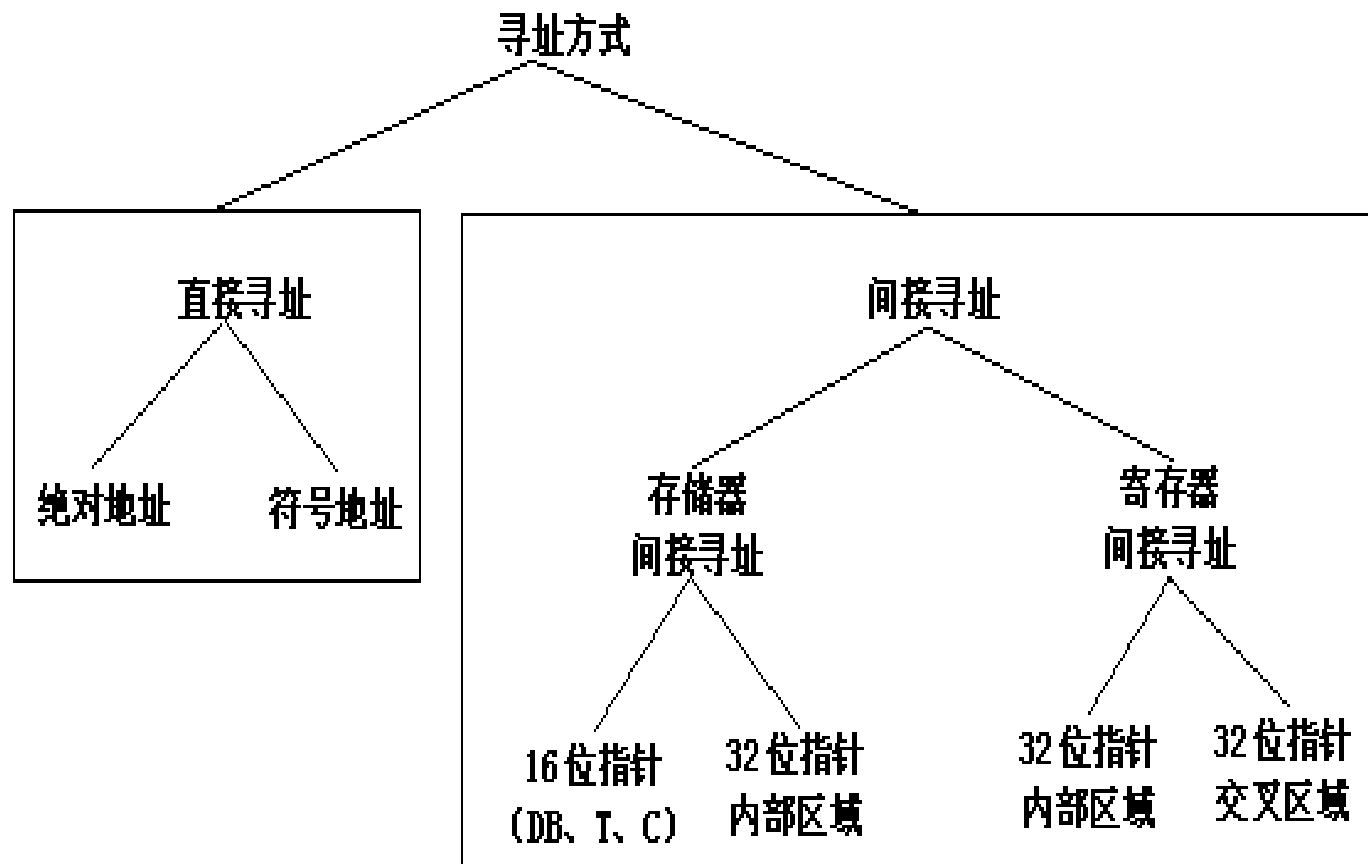 寻址方式
直接寻址
间接寻址
绝对地址
符号地址
存储器
间接寻址
寄存器
间接寻址
16位指针
(DB、T、C)
32位指针
内部区域
32位指针
内部区域
32位指针
交叉区域